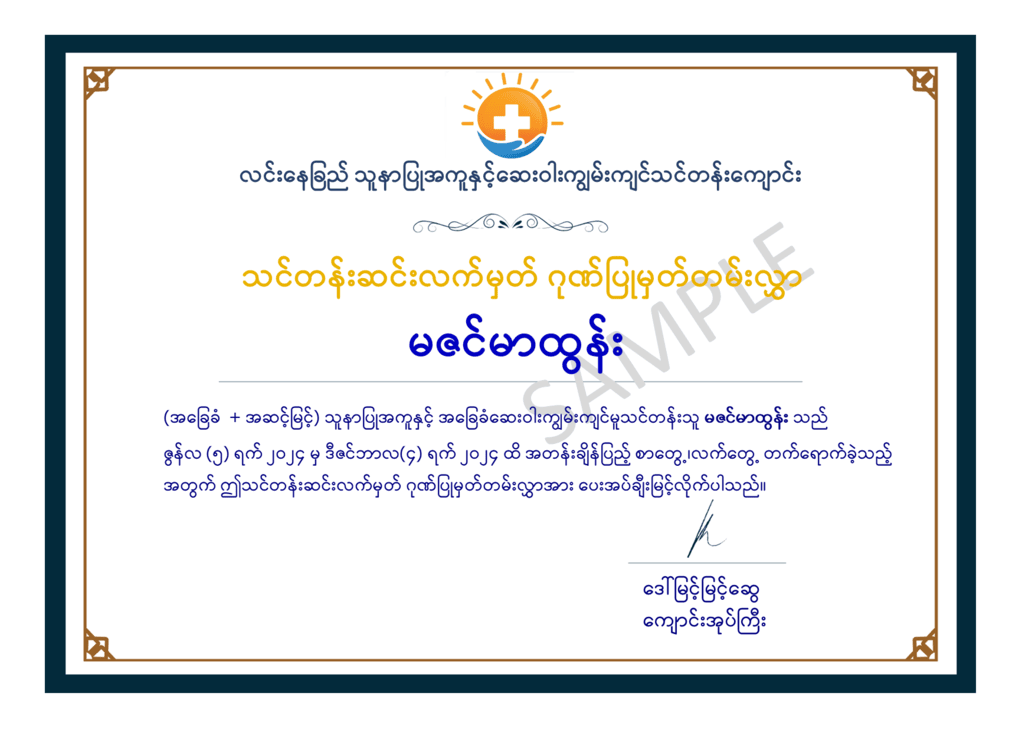 လင်းနေခြည် သူနာပြုအကူနှင့်ဆေးဝါးကျွမ်းကျင်သင်တန်းကျောင်း
သင်တန်းဆင်းလက်မှတ် ဂုဏ်ပြုမှတ်တမ်းလွှာ
မဇင်မာထွန်း
SAMPLE
(အခြေခံ + အဆင့်မြင့်) သူနာပြုအကူနှင့် အခြေခံဆေးဝါးကျွမ်းကျင်မှုသင်တန်းသူ မဇင်မာထွန်း သည်
ဇွန်လ (၅) ရက် ၂၀၂၄ မှ ဒီဇင်ဘာလ(၄) ရက် ၂၀၂၄ ထိ အတန်းချိန်ပြည့် စာတွေ့၊လက်တွေ့ တက်ရောက်ခဲ့သည့်
အတွက် ဤသင်တန်းဆင်းလက်မှတ် ဂုဏ်ပြုမှတ်တမ်းလွှာအား ပေးအပ်ချီးမြင့်လိုက်ပါသည်။
ဒေါ်မြင့်မြင့်ဆွေ
ကျောင်းအုပ်ကြီး